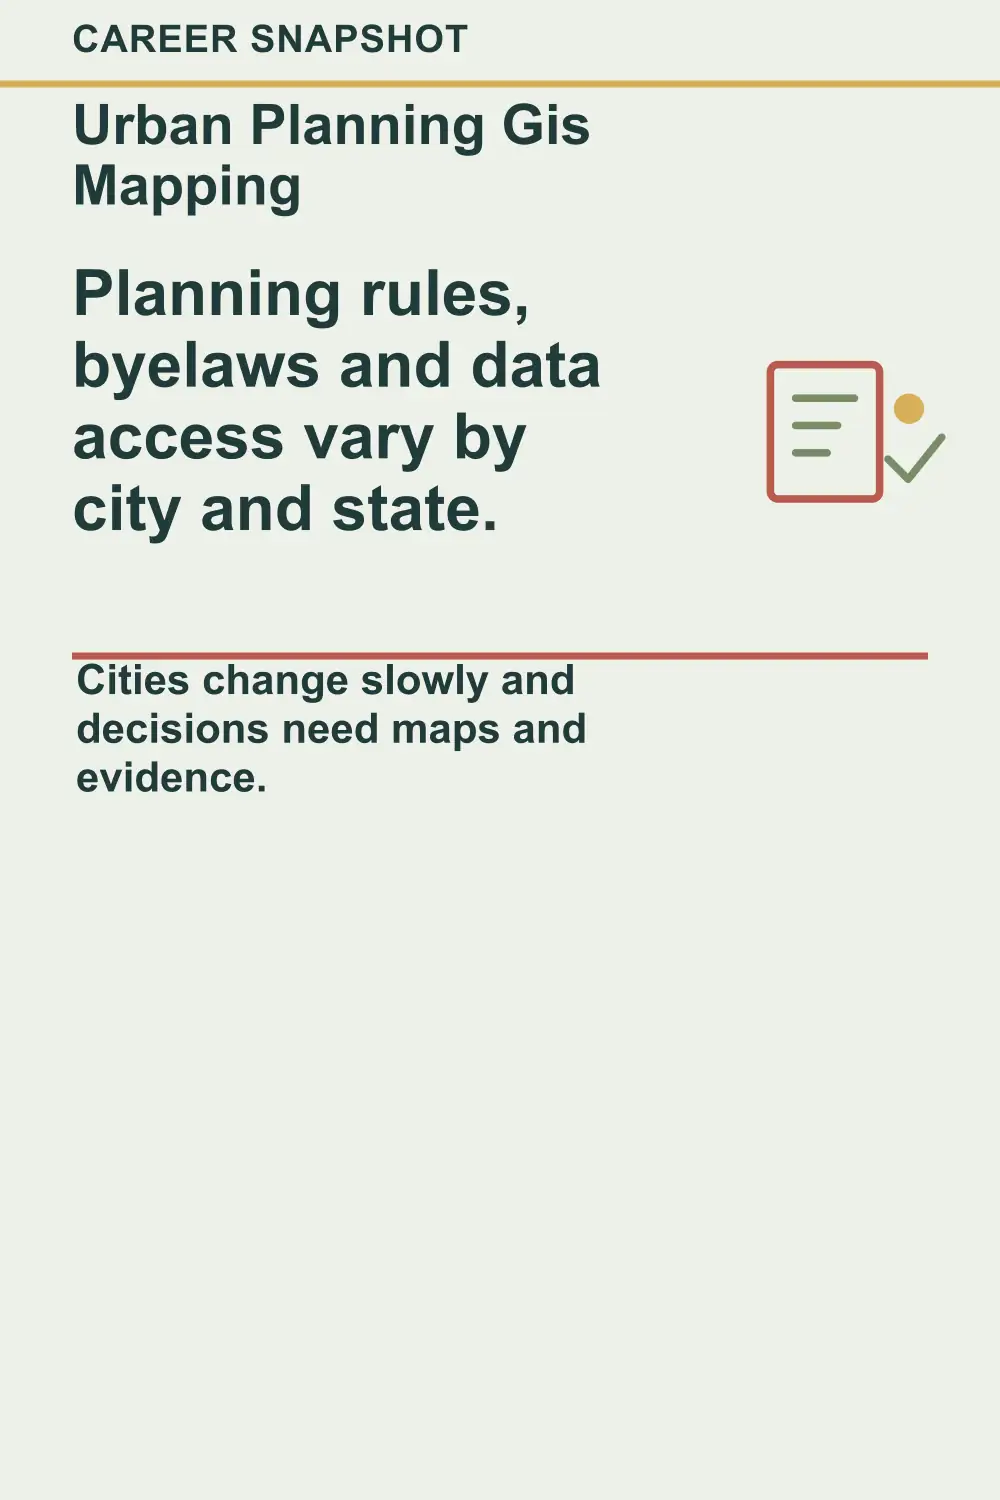 CAREER SNAPSHOT
Urban Planning Gis
Mapping
Planning rules,
byelaws and data
access vary by
city and state.
Cities change slowly and
decisions need maps and
evidence.